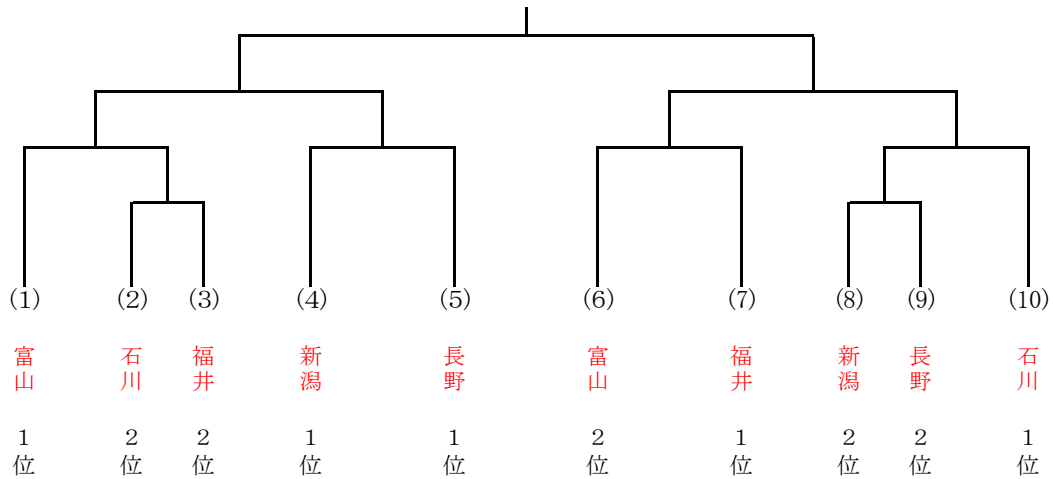 (1) (2) (3) (4) (5) (6) (7) (8) (9) (10)
富山 石川 福井 新潟 長野 富山 福井 新潟 長野 石川
１位 ２位 ２位 １位 １位 ２位 １位 ２位 ２位 １位